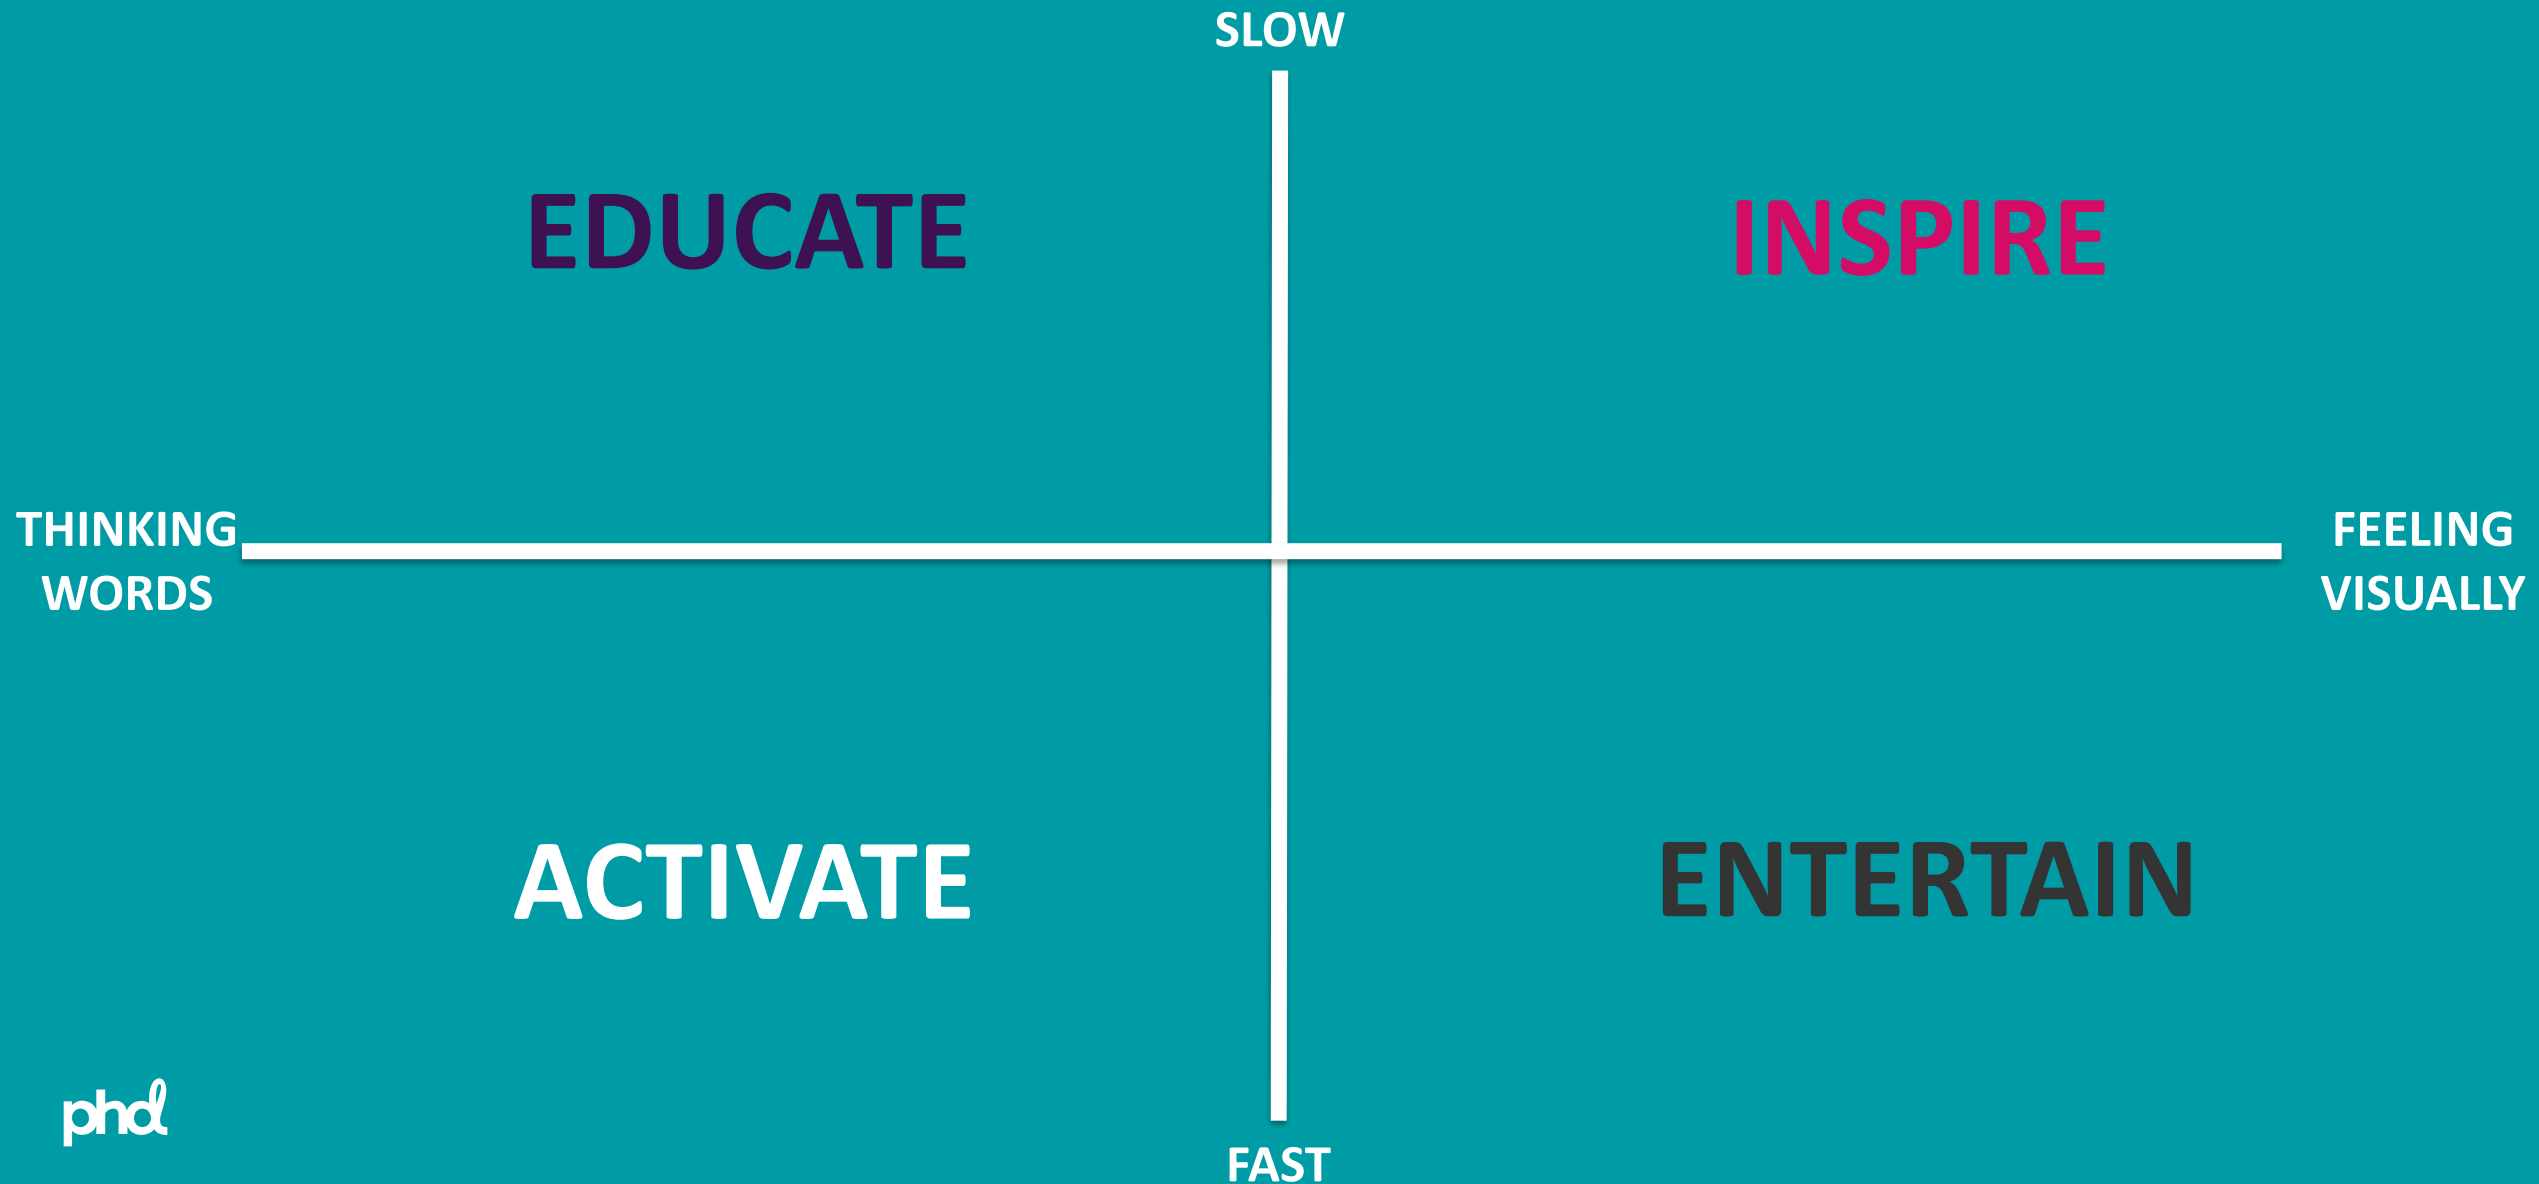 SLOW
EDUCATE
INSPIRE
THINKING
WORDS
FEELING
VISUALLY
ACTIVATE
ENTERTAIN
phd
FAST